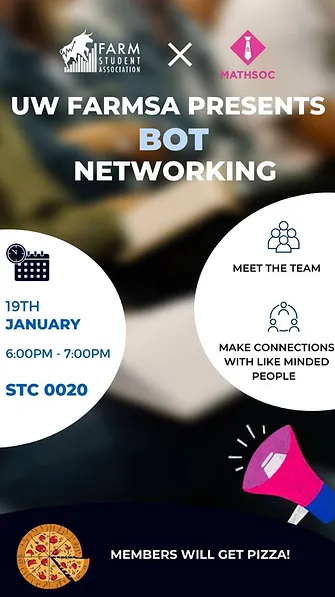 UW FARM
STUDENT
ASSOCIATION
MATHSOC
UW FARMSA PRESENTS
BOT
NETWORKING
19TH
JANUARY
6:00PM - 7:00PM
STC 0020
MEET THE TEAM
MAKE CONNECTIONS
WITH LIKE MINDED
PEOPLE
MEMBERS WILL GET PIZZA!